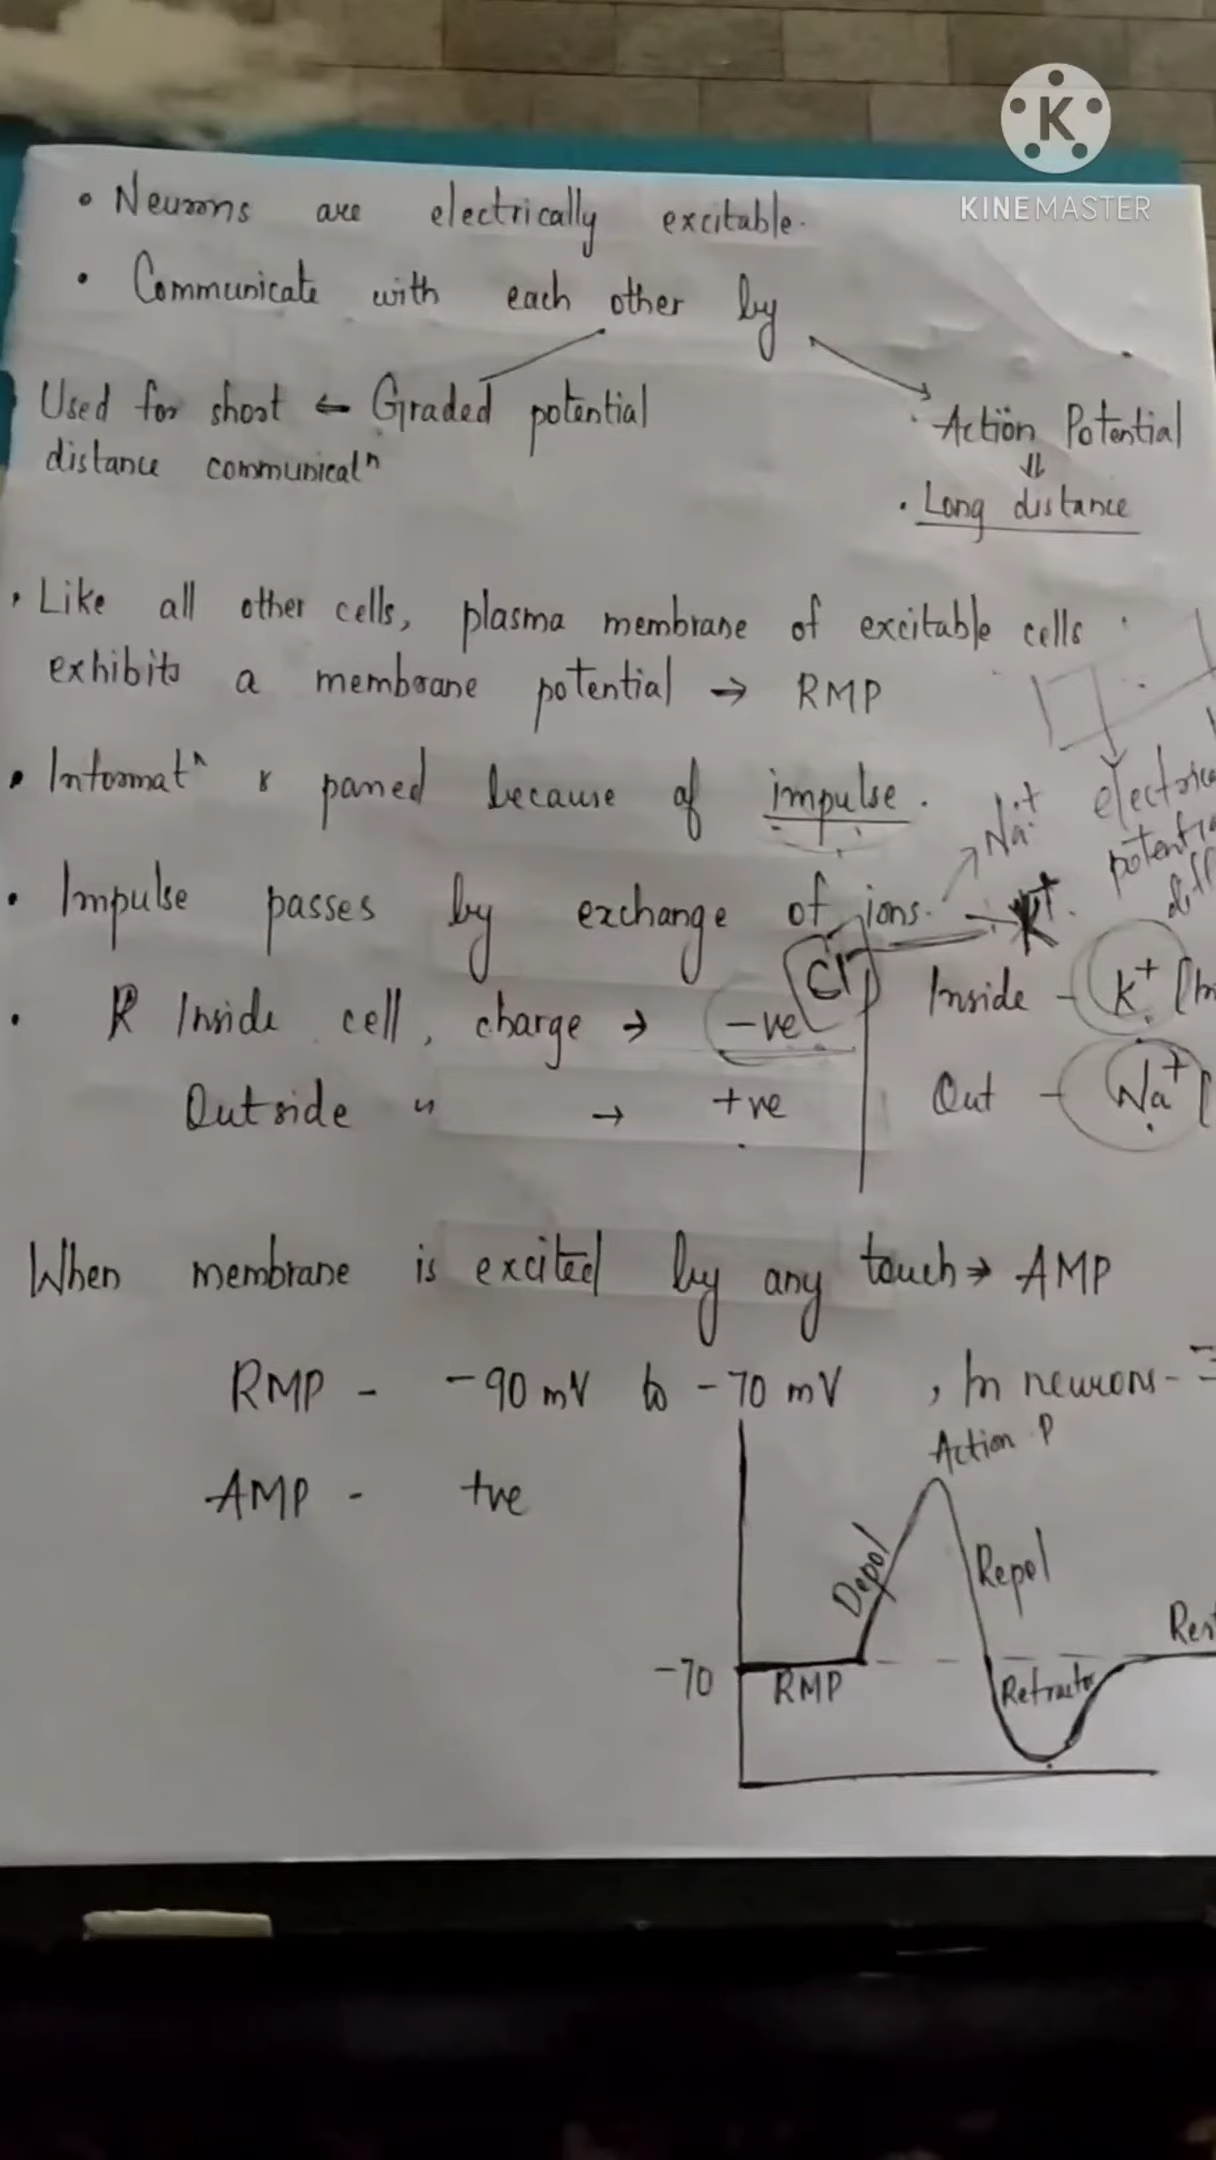 K
KINEMASTER
• Neurons are electrically excitable.
• Communicate with each other by
Used for short ← Graded potential
distance communicatⁿ
Action Potential
⇓
• Long distance
• Like all other cells, plasma membrane of excitable cells
exhibits a membrane potential → RMP
• Informatⁿ is passed because of impulse.
• Impulse passes by exchange of ions. → Na⁺ → K⁺
Cl⁻
electrica
potentia
diff
• R Inside cell, charge → -ve
Outside " → +ve
Inside - K⁺ [
Out - Na⁺ [
When membrane is excited by any touch → AMP
RMP - -90 mV to -70 mV , In neurons-
AMP - +ve
Action P
Depol
Repol
-70
RMP
Refractor
Res